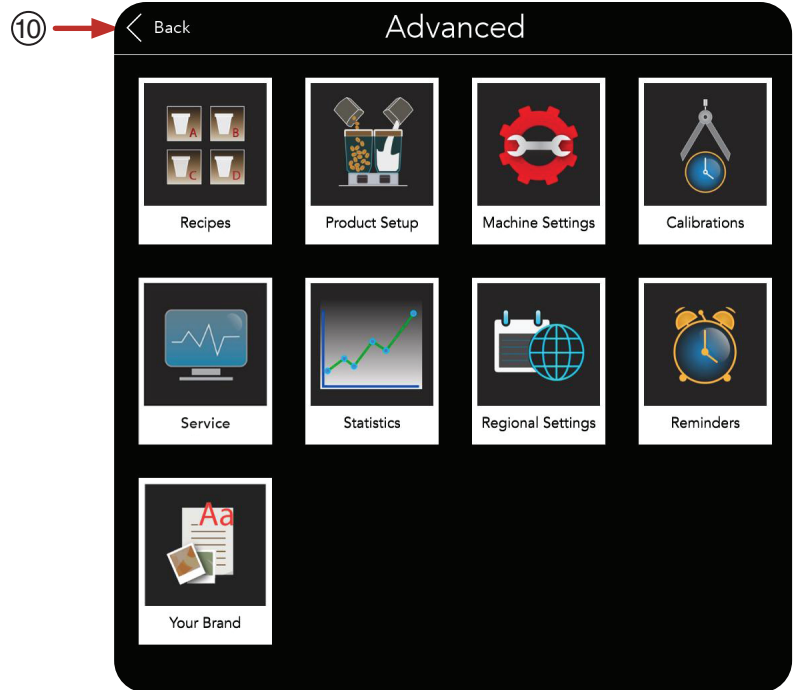 ⑩
Back
Advanced
A B
C D
Recipes
Product Setup
Machine Settings
Calibrations
Service
Statistics
Regional Settings
Reminders
Aa
Your Brand